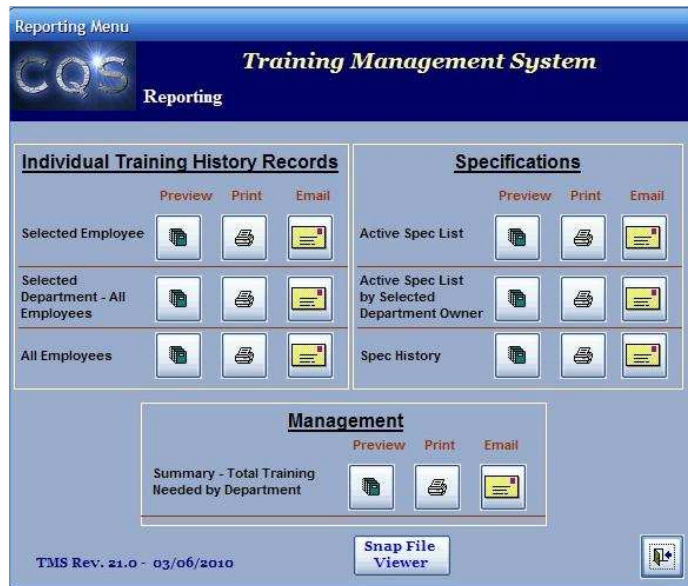 Reporting Menu
CQS
Training Management System
Reporting
Individual Training History Records
Preview Print Email
Selected Employee
Selected
Department - All
Employees
All Employees
Specifications
Preview Print Email
Active Spec List
Active Spec List
by Selected
Department Owner
Spec History
Management
Preview Print Email
Summary - Total Training
Needed by Department
TMS Rev. 21.0 - 03/06/2010
Snap File
Viewer